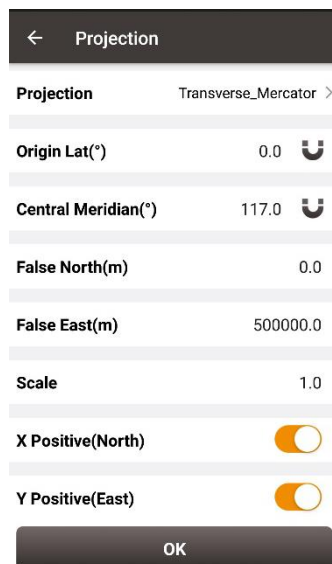 Projection
Projection Transverse_Mercator
Origin Lat(°) 0.0
Central Meridian(°) 117.0
False North(m) 0.0
False East(m) 500000.0
Scale 1.0
X Positive(North)
Y Positive(East)
OK